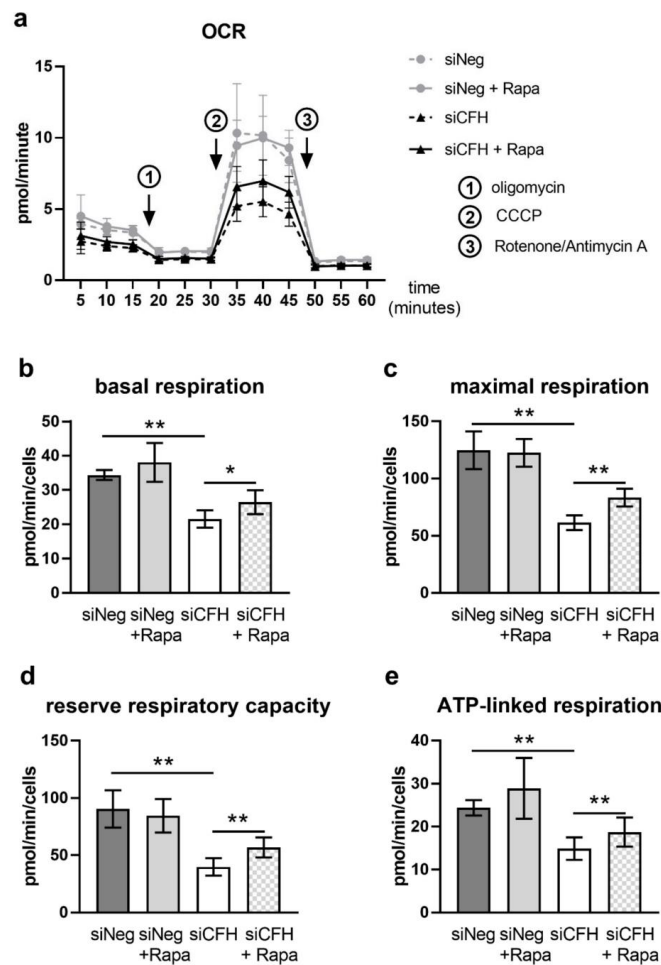 a
OCR
15
10
5
0
pmol/minute
1
2
3
5 10 15 20 25 30 35 40 45 50 55 60
time
(minutes)
siNeg
siNeg + Rapa
siCFH
siCFH + Rapa
1 oligomycin
2 CCCP
3 Rotenone/Antimycin A
b
basal respiration
50
40
30
20
10
0
pmol/min/cells
**
*
siNeg siNeg +Rapa siCFH siCFH + Rapa
c
maximal respiration
150
100
50
0
pmol/min/cells
**
**
siNeg siNeg +Rapa siCFH siCFH + Rapa
d
reserve respiratory capacity
150
100
50
0
pmol/min/cells
**
**
siNeg siNeg +Rapa siCFH siCFH + Rapa
e
ATP-linked respiration
40
30
20
10
0
pmol/min/cells
**
**
siNeg siNeg +Rapa siCFH siCFH + Rapa